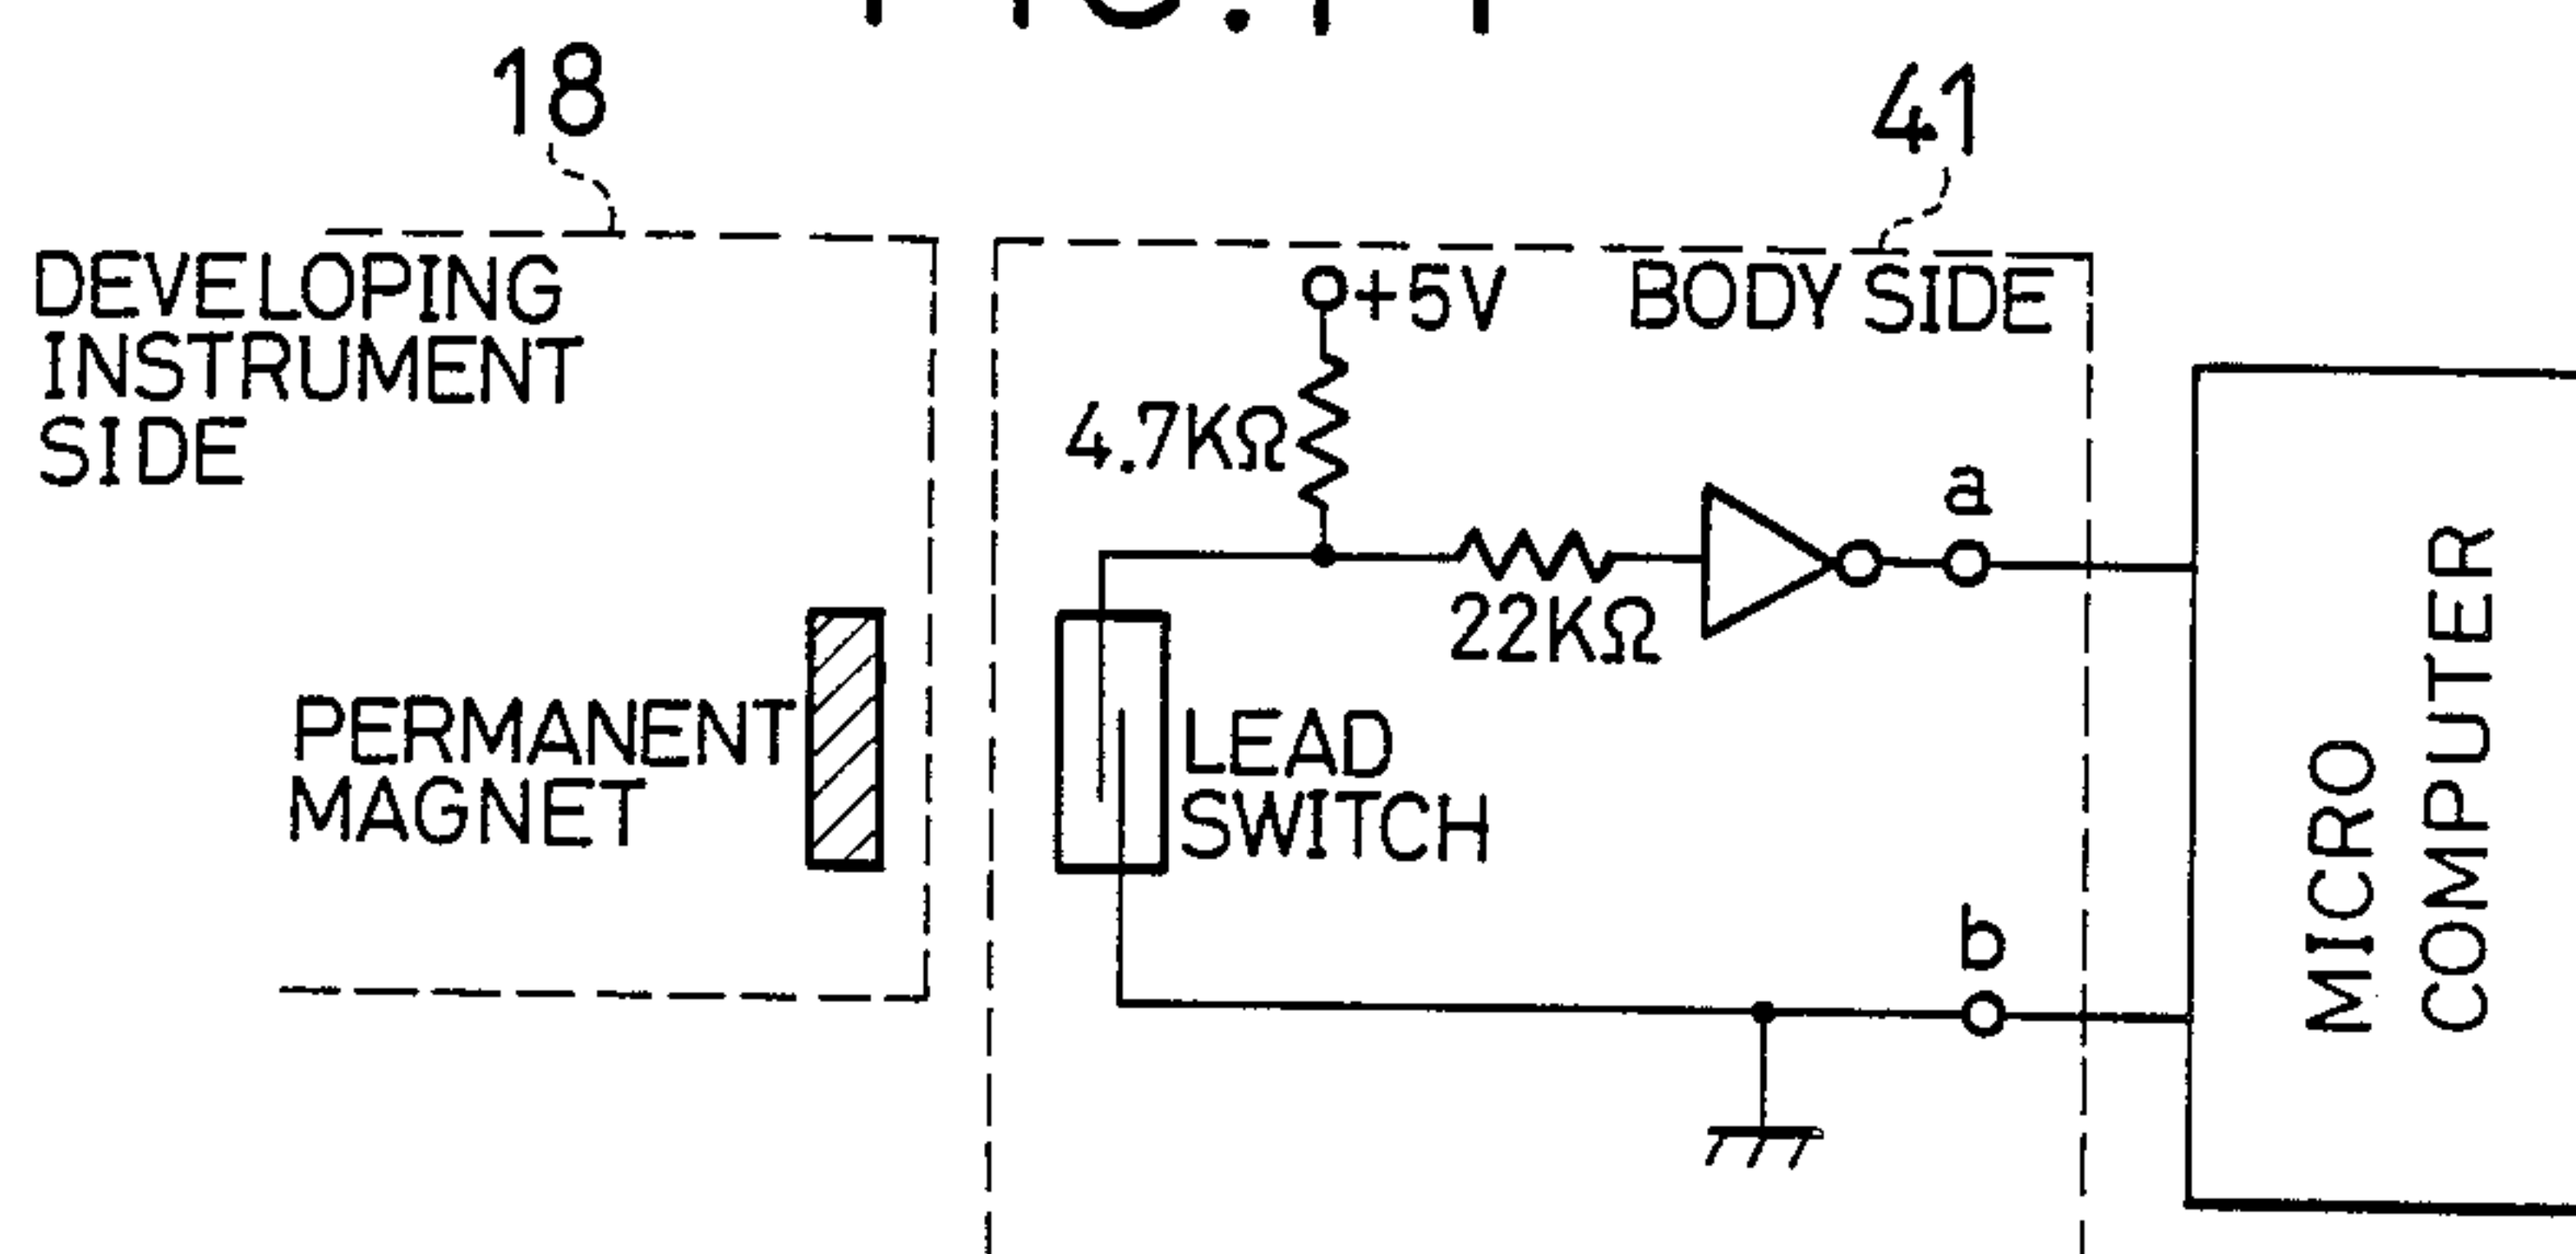 18
41
DEVELOPING
INSTRUMENT
SIDE
+5V
BODY SIDE
4.7KΩ
a
22KΩ
PERMANENT
MAGNET
LEAD
SWITCH
b
MICRO
COMPUTER